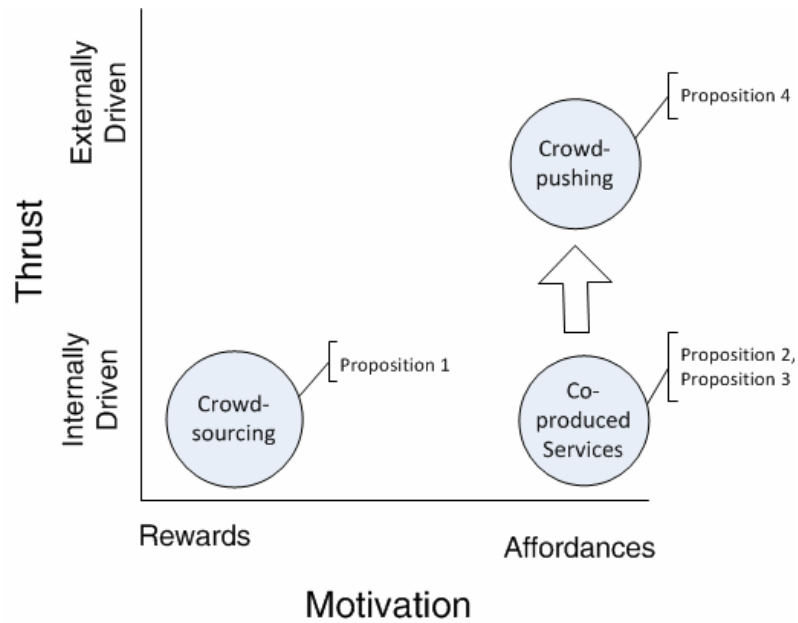 Thrust
Externally
Driven
Internally
Driven
Crowd-
pushing
Proposition 4
Crowd-
sourcing
Proposition 1
Co-
produced
Services
Proposition 2,
Proposition 3
Rewards
Affordances
Motivation